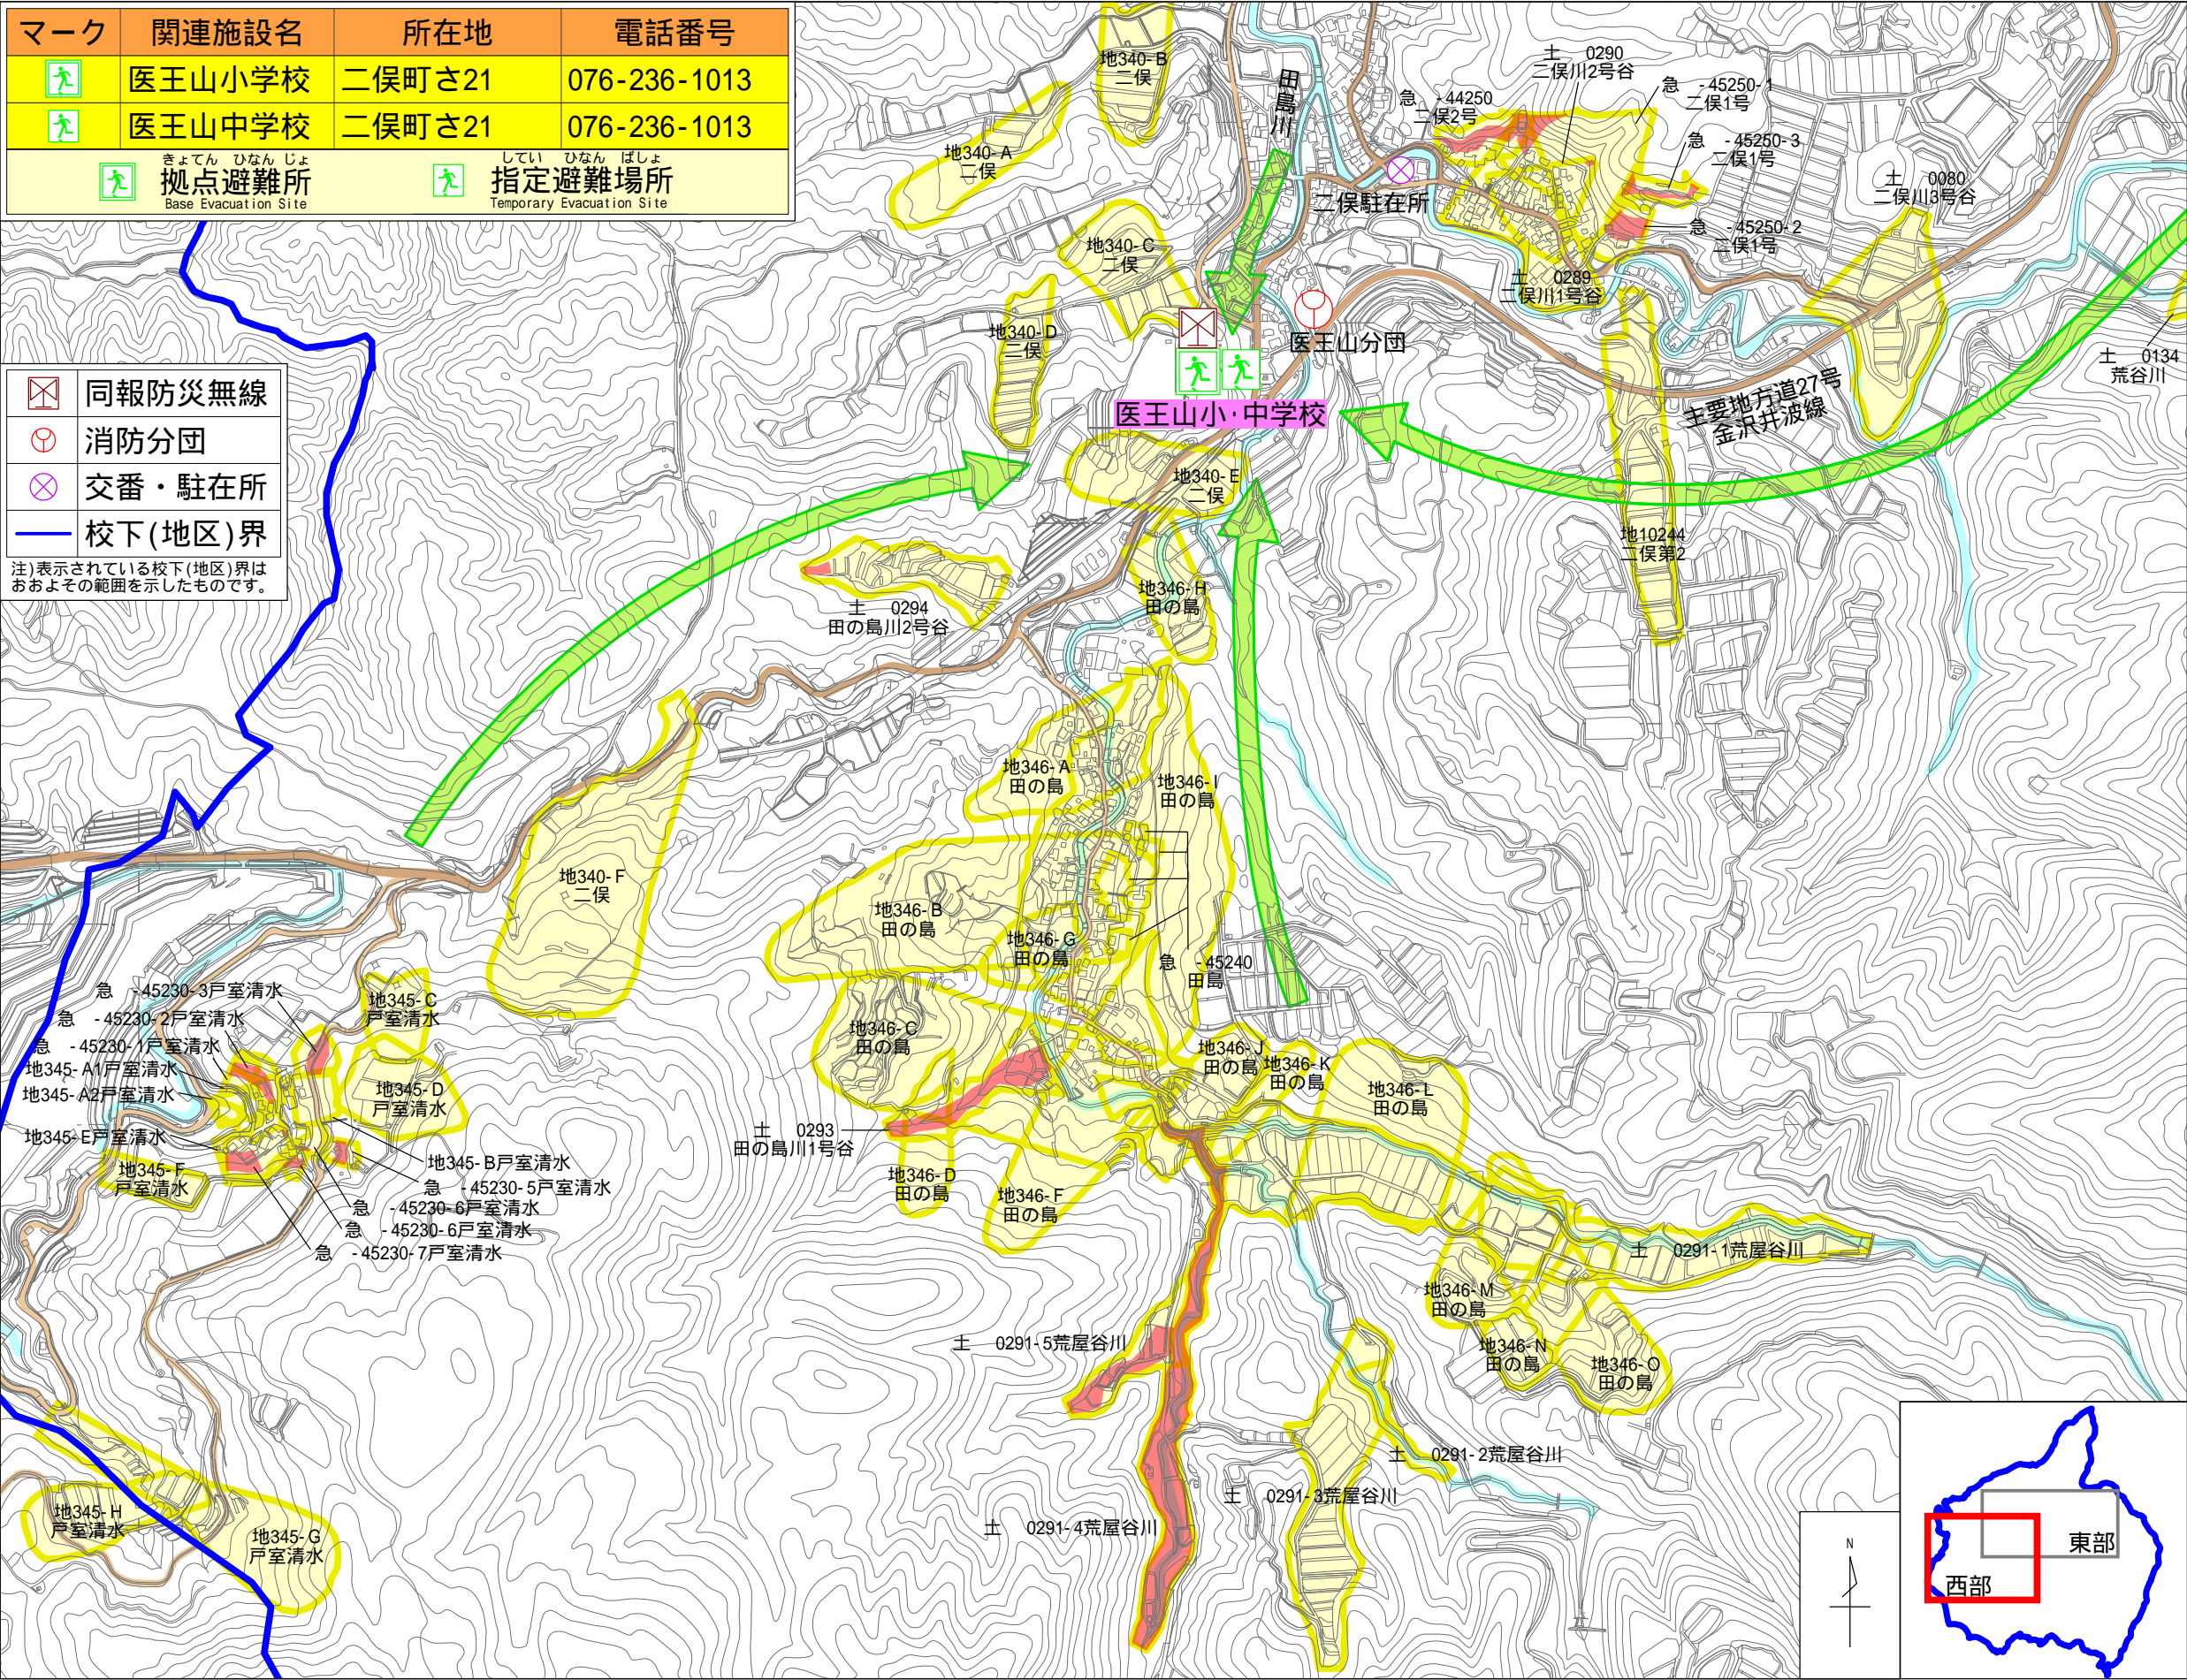 マーク 関連施設名 所在地 電話番号
医王山小学校 二俣町さ21 076-236-1013
医王山中学校 二俣町さ21 076-236-1013
きょてん ひなん じょ
拠点避難所
Base Evacuation Site
してい ひなん ばしょ
指定避難場所
Temporary Evacuation Site
同報防災無線
消防分団
交番・駐在所
校下(地区)界
注)表示されている校下(地区)界は
おおよその範囲を示したものです。
地340-B
二俣
地340-A
二俣
田島川
土 0290
二俣川2号谷
急 -44250
二俣2号
急 -45250-1
二俣1号
急 -45250-3
二俣1号
急 -45250-2
二俣1号
土 0080
二俣川3号谷
二俣駐在所
地340-C
二俣
土 0289
二俣川1号谷
地340-D
二俣
医王山分団
土 0134
荒谷川
医王山小・中学校
主要地方道27号
金沢井波線
地340-E
二俣
地10244
二俣第2
土 0294
田の島川2号谷
地346-H
田の島
地346-A
田の島
地346-I
田の島
地340-F
二俣
地346-B
田の島
地346-G
田の島
急 -45240
田島
急 -45230-3戸室清水
急 -45230-2戸室清水
急 -45230-1戸室清水
地345-A1戸室清水
地345-A2戸室清水
地345-E戸室清水
地345-F
戸室清水
地345-C
戸室清水
地345-D
戸室清水
地345-B戸室清水
急 -45230-5戸室清水
急 -45230-6戸室清水
急 -45230-6戸室清水
急 -45230-7戸室清水
地346-C
田の島
地346-J
田の島
地346-K
田の島
地346-L
田の島
土 0293
田の島川1号谷
地346-D
田の島
地346-F
田の島
土 0291-1荒屋谷川
地346-M
田の島
地346-N
田の島
地346-O
田の島
土 0291-5荒屋谷川
土 0291-2荒屋谷川
土 0291-3荒屋谷川
土 0291-4荒屋谷川
地345-H
戸室清水
地345-G
戸室清水
N
東部
西部